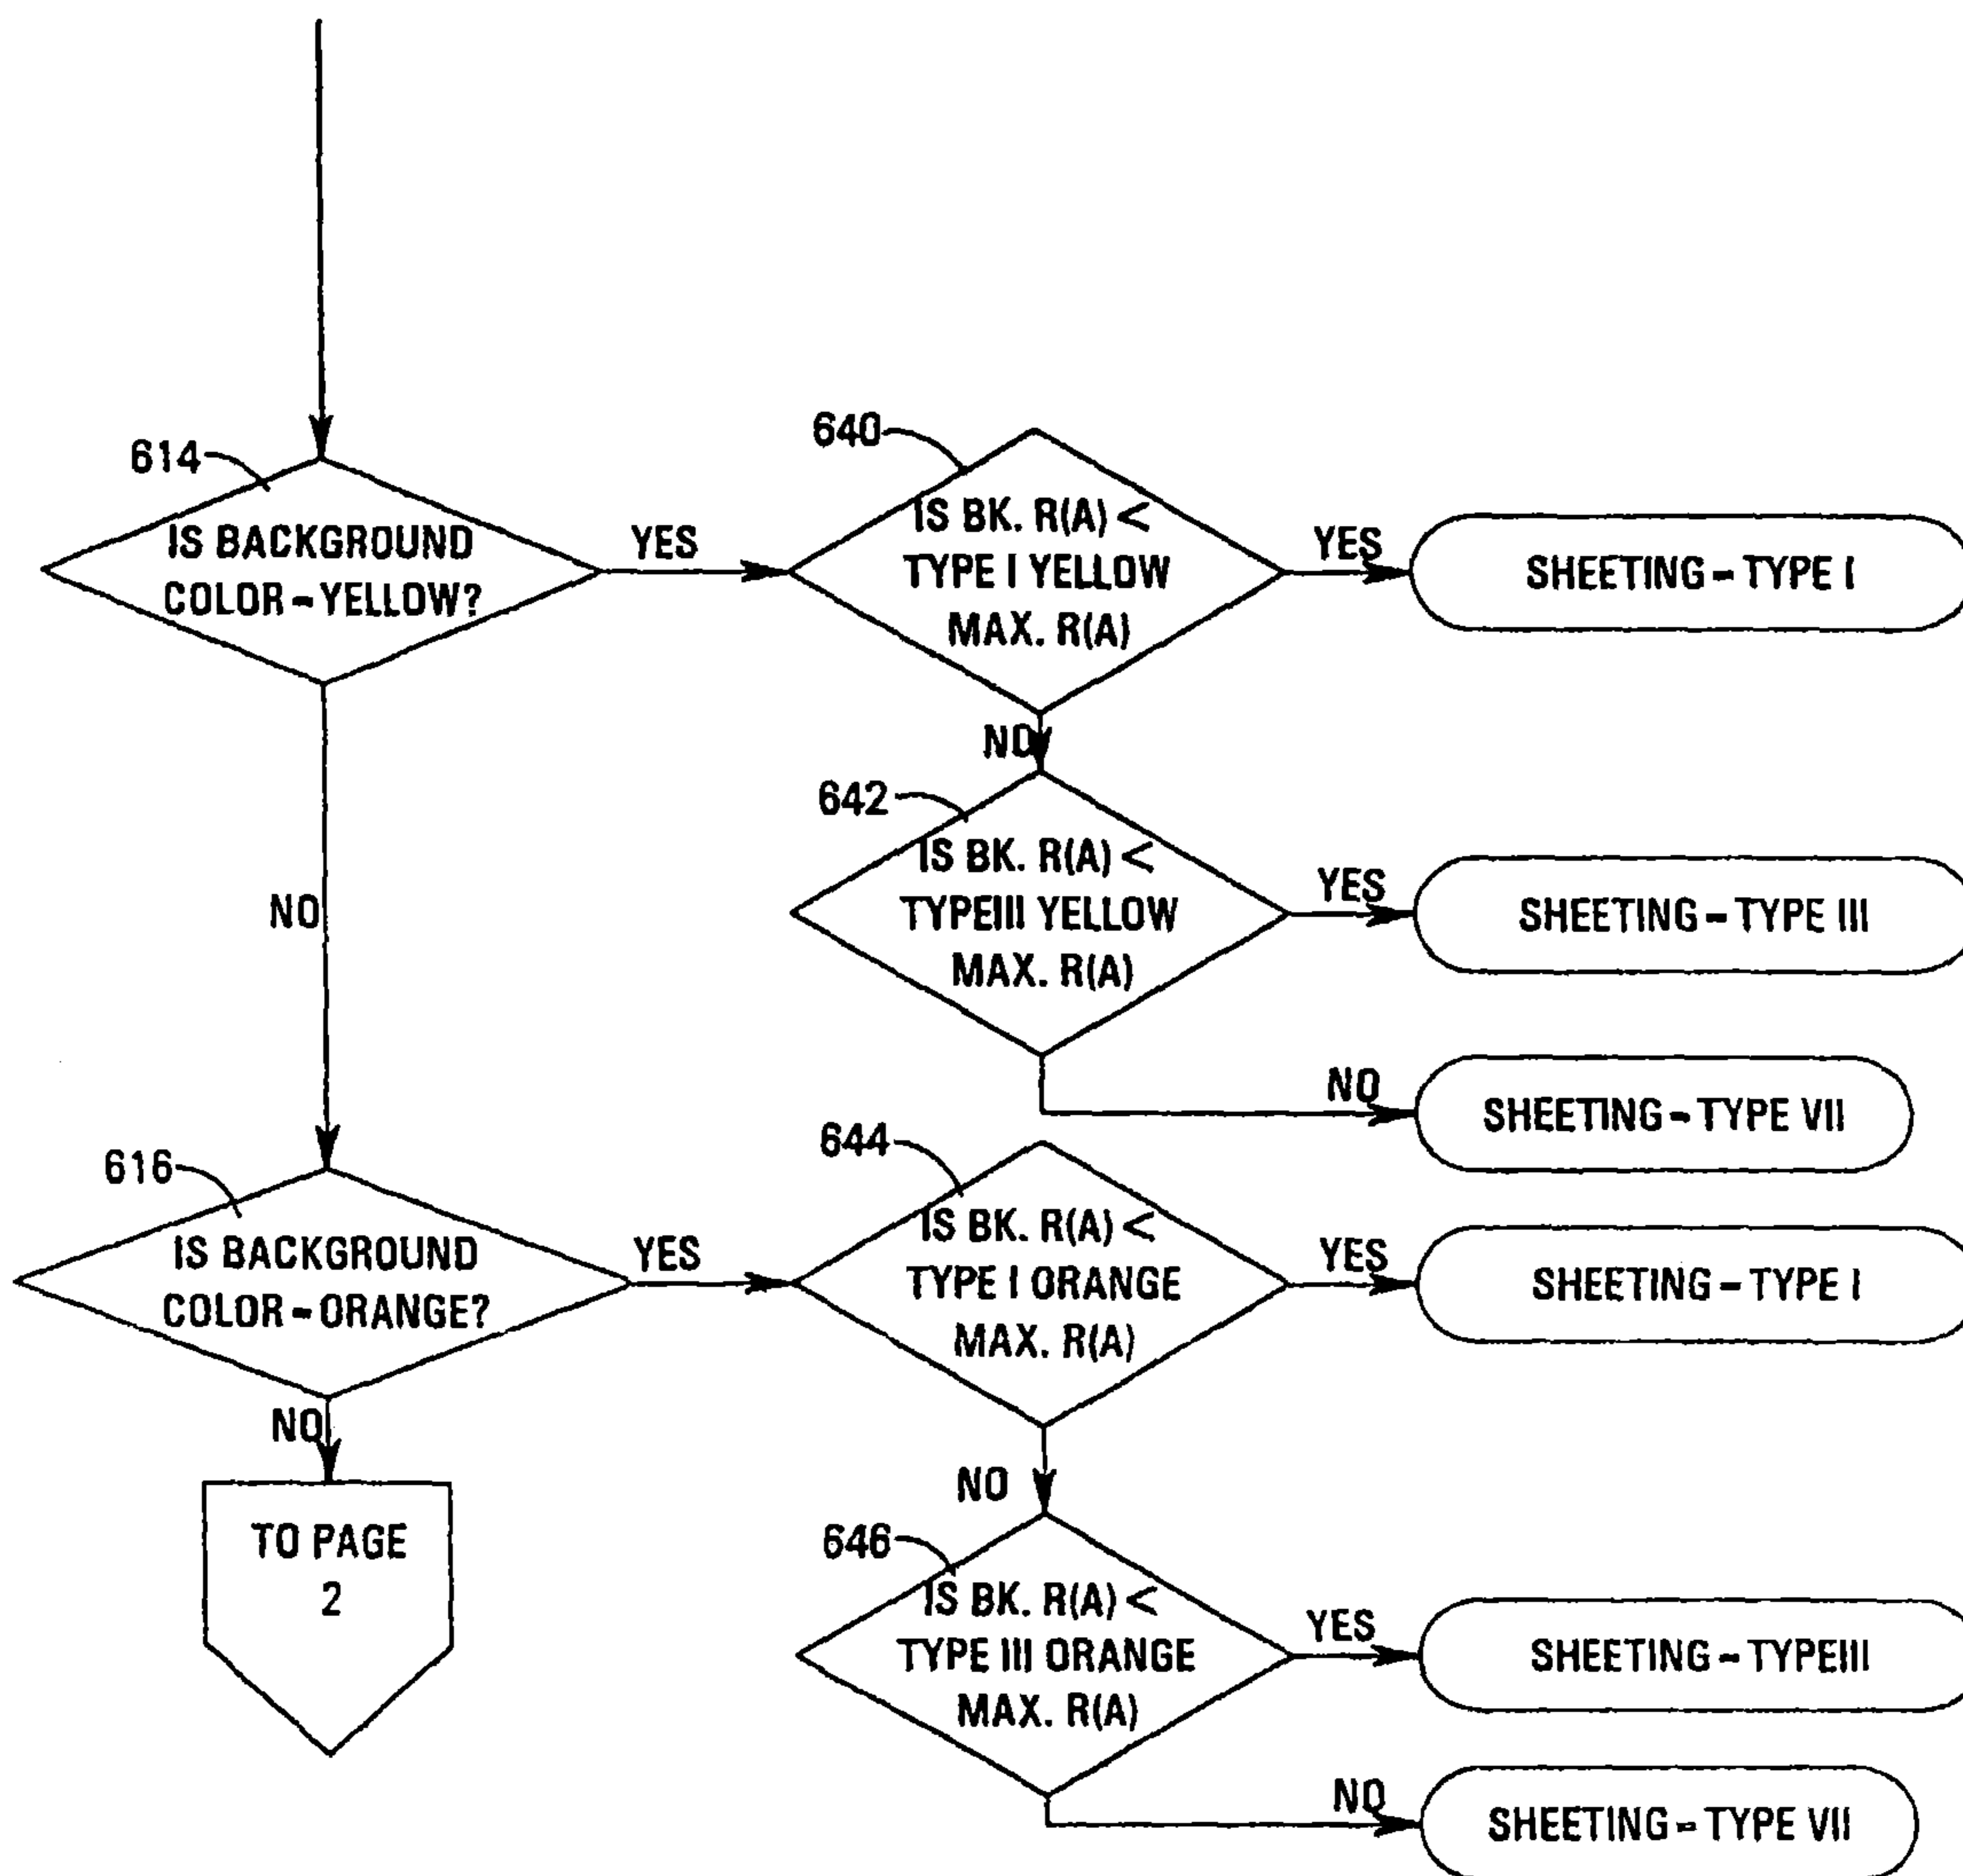 614
IS BACKGROUND
COLOR = YELLOW?
YES
640
IS BK. R(A) <
TYPE I YELLOW
MAX. R(A)
YES
SHEETING = TYPE I
NO
642
IS BK. R(A) <
TYPEIII YELLOW
MAX. R(A)
YES
SHEETING = TYPE III
NO
SHEETING = TYPE VII
NO
616
IS BACKGROUND
COLOR = ORANGE?
YES
644
IS BK. R(A) <
TYPE I ORANGE
MAX. R(A)
YES
SHEETING = TYPE I
NO
TO PAGE
2
NO
646
IS BK. R(A) <
TYPE III ORANGE
MAX. R(A)
YES
SHEETING = TYPEIII
NO
SHEETING = TYPE VII